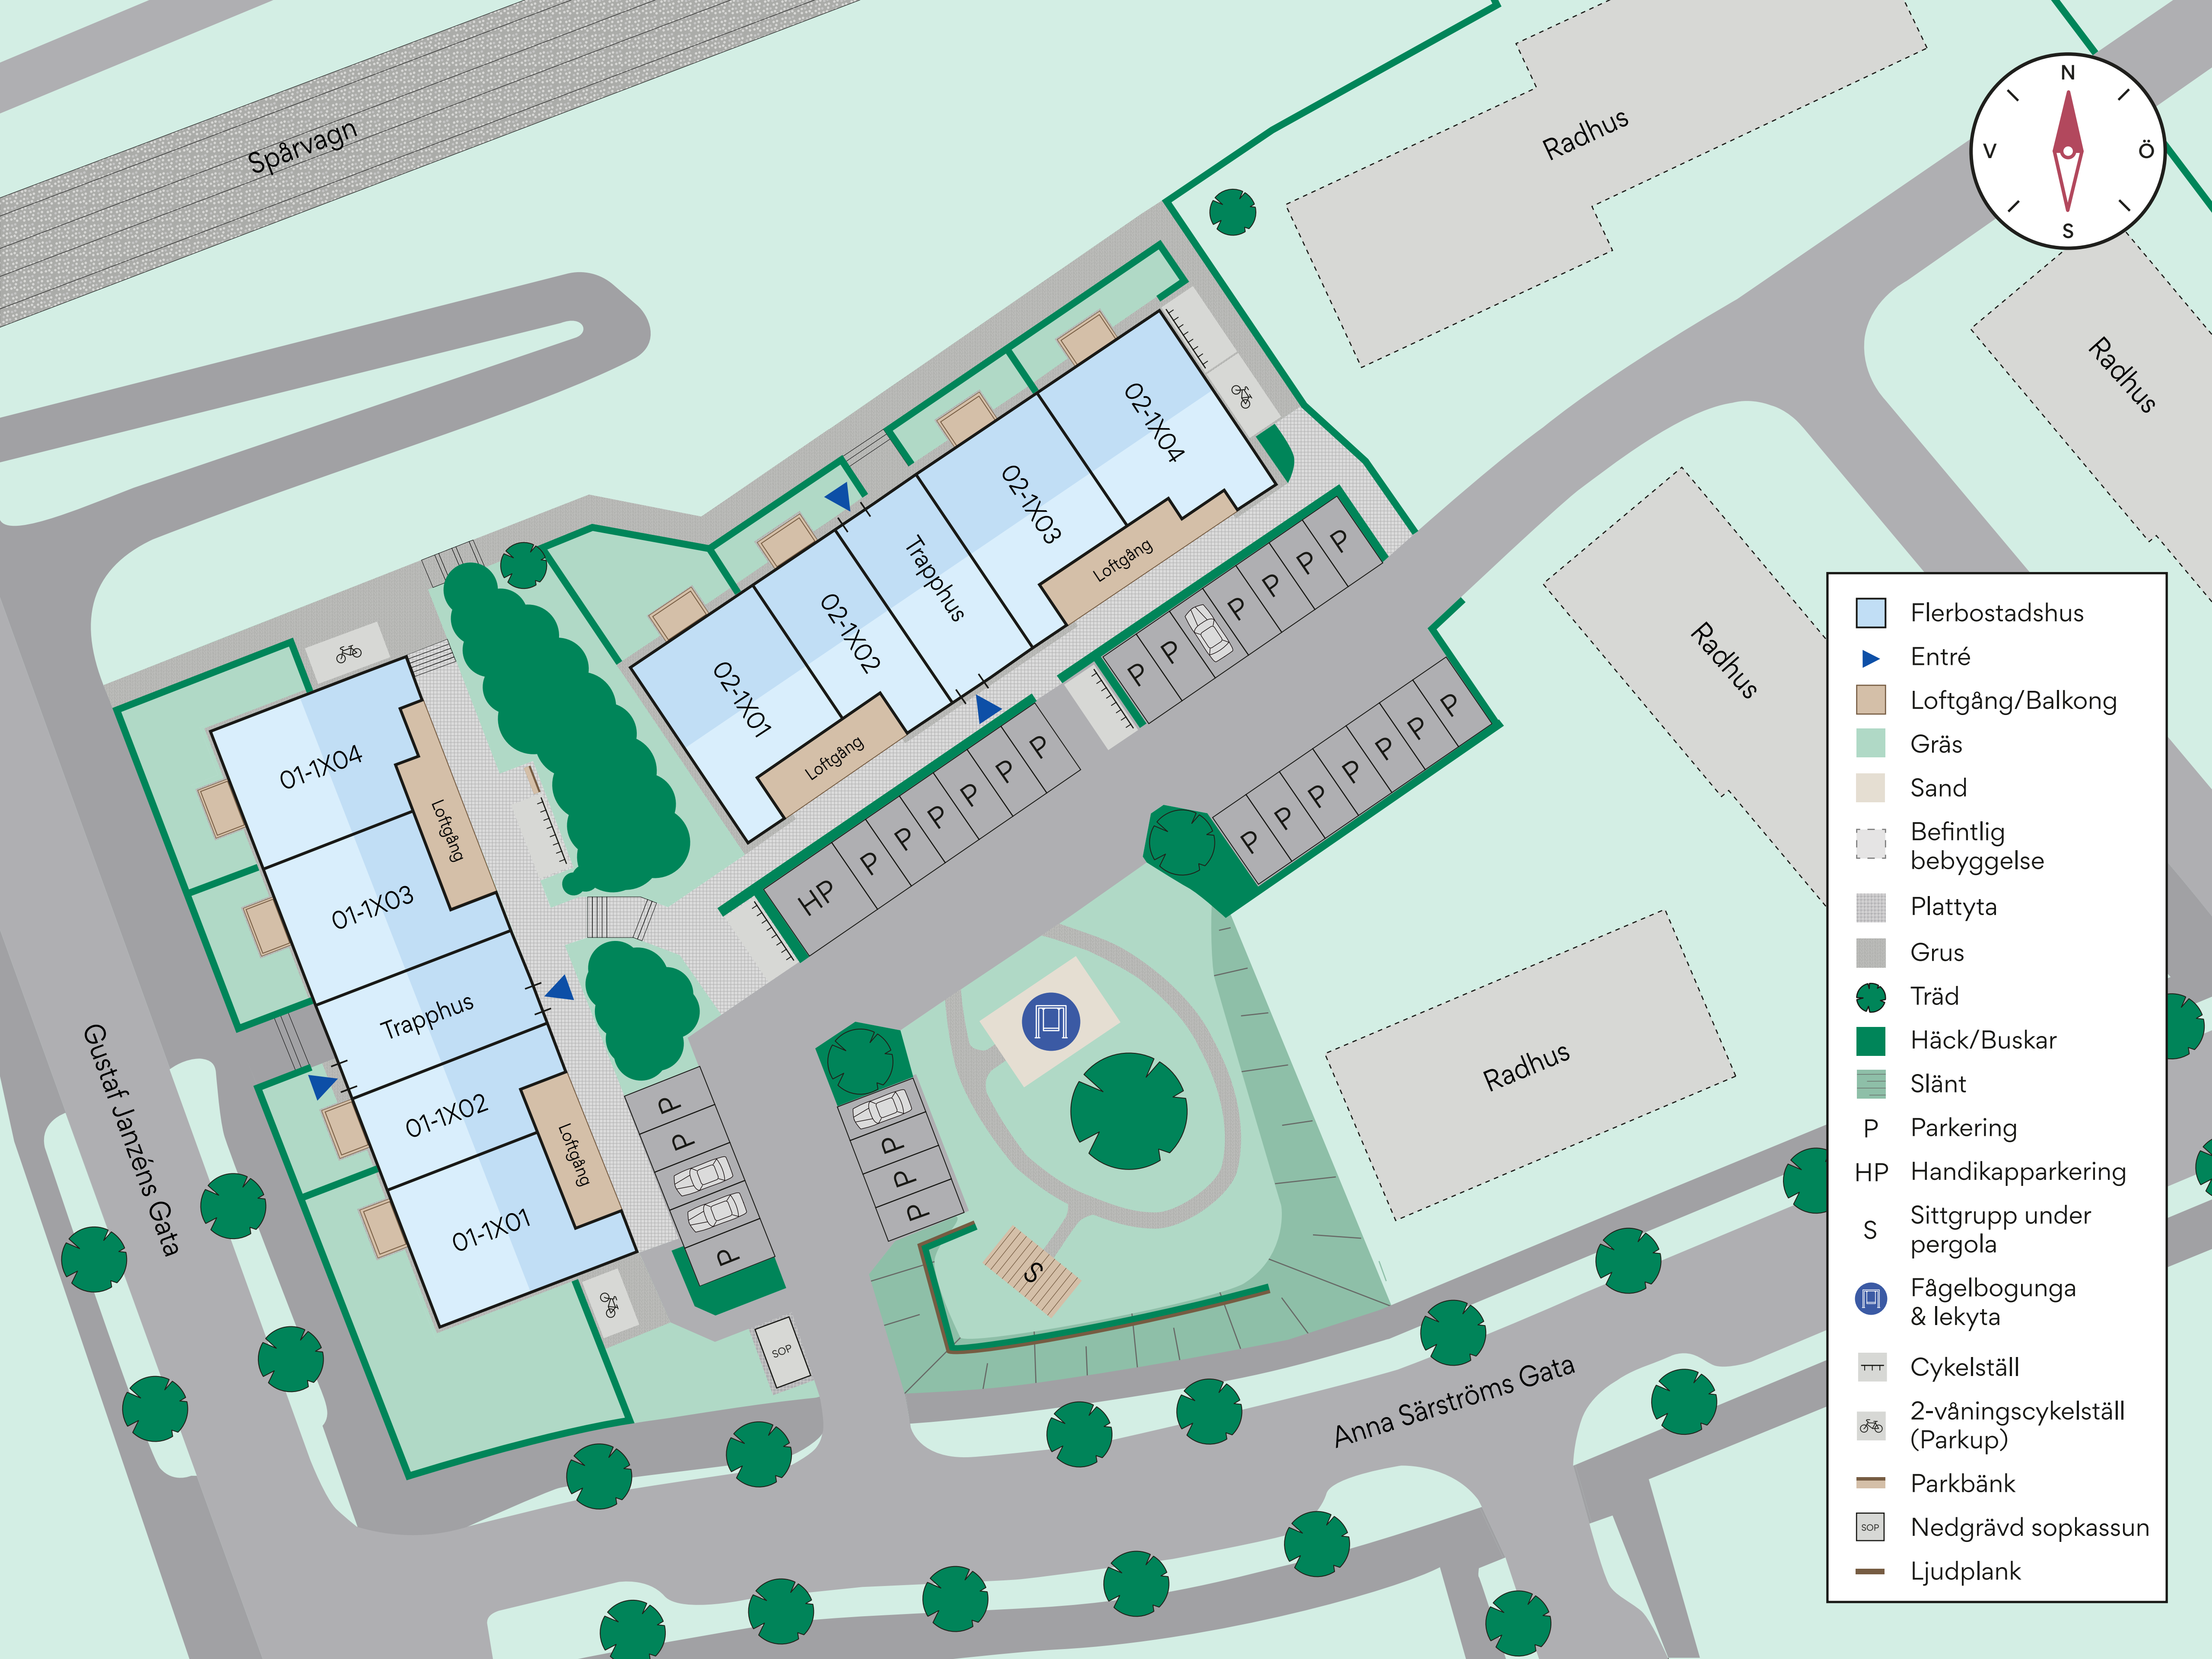 Spårvagn
Radhus
N
V
Ö
S
Radhus
02-1X04
02-1X03
Loftgång
Trapphus
02-1X02
02-1X01
Loftgång
P
P
P
P
P
P
P
HP
P
P
P
P
P
P
P
P
P
P
P
P
P
Radhus
01-1X04
Loftgång
01-1X03
Trapphus
01-1X02
Loftgång
01-1X01
Gustaf Janzéns Gata
P
P
P
P
P
P
S
SOP
Radhus
Anna Särströms Gata
Flerbostadshus
Entré
Loftgång/Balkong
Gräs
Sand
Befintlig
bebyggelse
Plattyta
Grus
Träd
Häck/Buskar
Slänt
P Parkering
HP Handikapparkering
S Sittgrupp under
pergola
Fågelbogunga
& lekyta
Cykelställ
2-våningscykelställ
(Parkup)
Parkbänk
SOP Nedgrävd sopkassun
Ljudplank